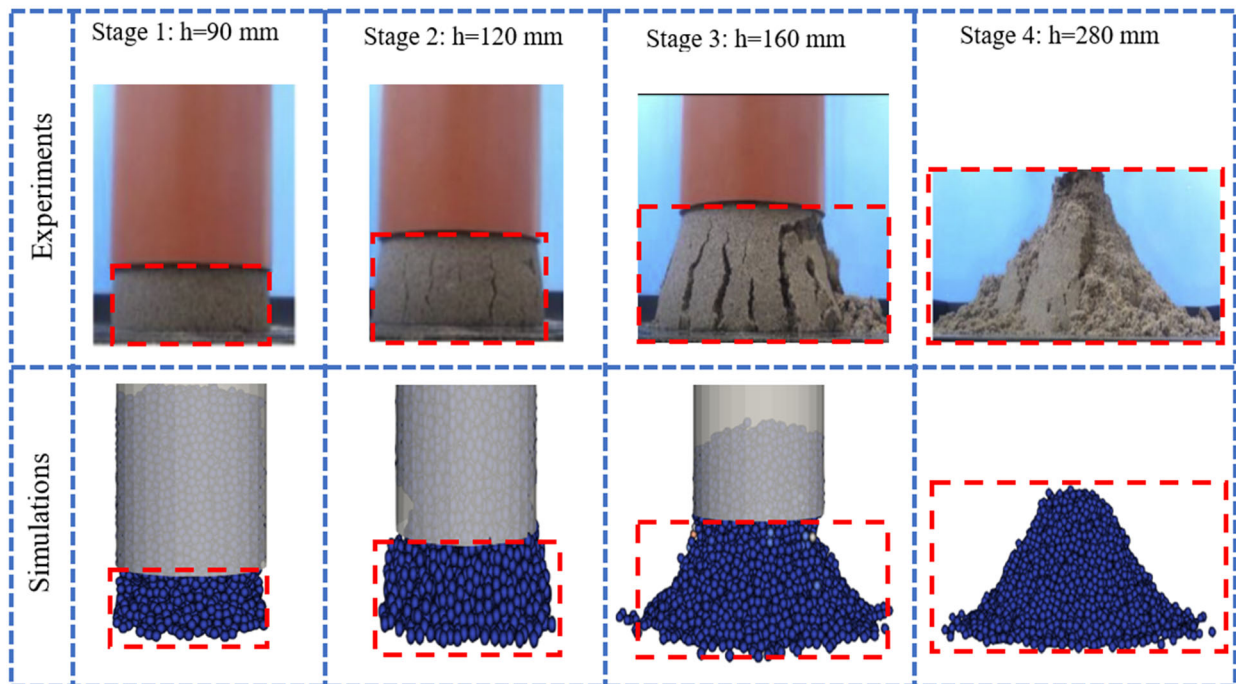 Stage 1: h=90 mm
Stage 2: h=120 mm
Stage 3: h=160 mm
Stage 4: h=280 mm
Experiments
Simulations